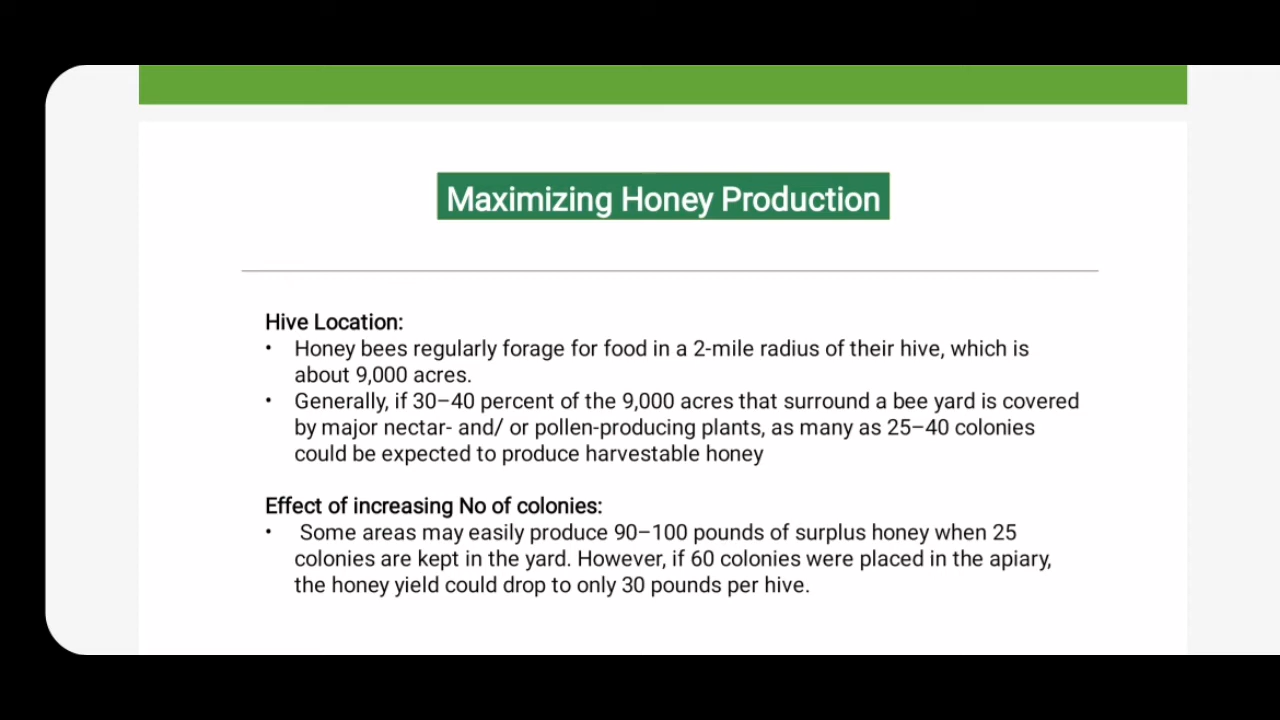 Maximizing Honey Production
Hive Location:
• Honey bees regularly forage for food in a 2-mile radius of their hive, which is
about 9,000 acres.
• Generally, if 30–40 percent of the 9,000 acres that surround a bee yard is covered
by major nectar- and/ or pollen-producing plants, as many as 25–40 colonies
could be expected to produce harvestable honey
Effect of increasing No of colonies:
• Some areas may easily produce 90–100 pounds of surplus honey when 25
colonies are kept in the yard. However, if 60 colonies were placed in the apiary,
the honey yield could drop to only 30 pounds per hive.